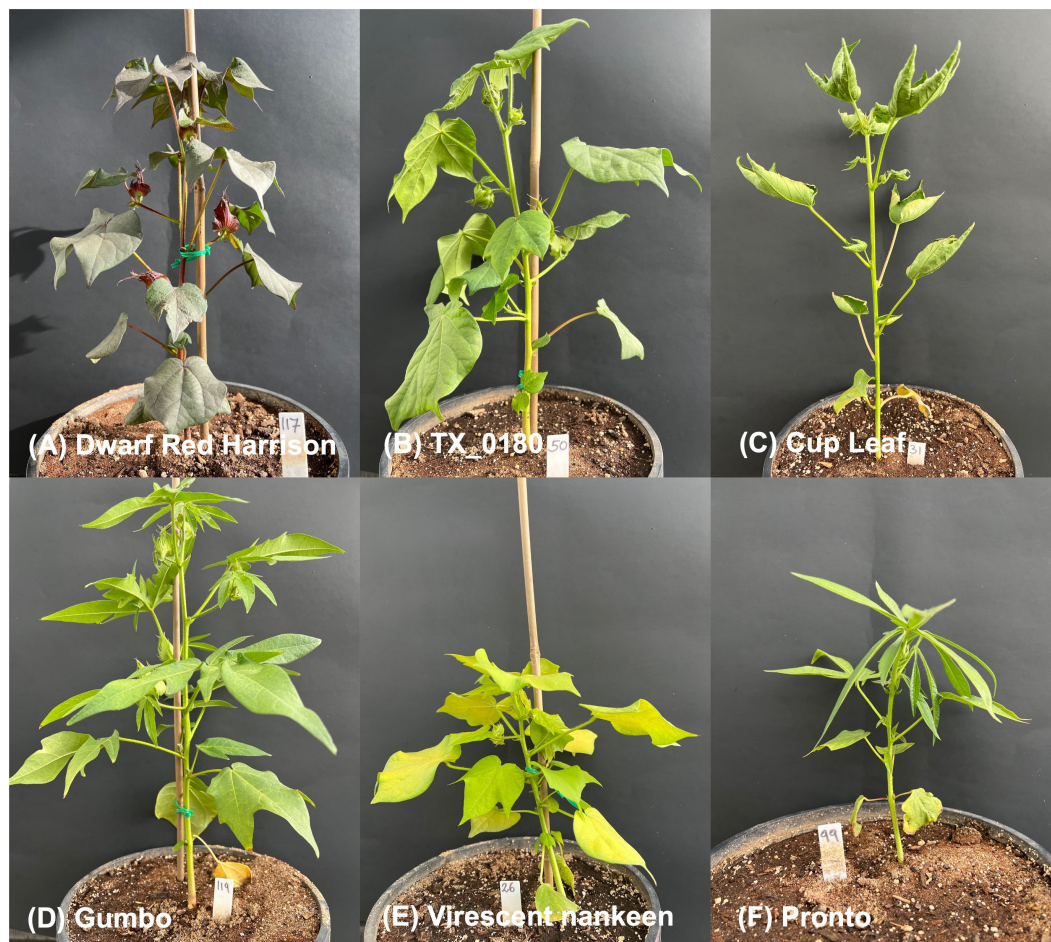 117
(A) Dwarf Red Harrison
50
(B) TX_0180
31
(C) Cup Leaf
119
(D) Gumbo
26
(E) Virescent nankeen
99
(F) Pronto